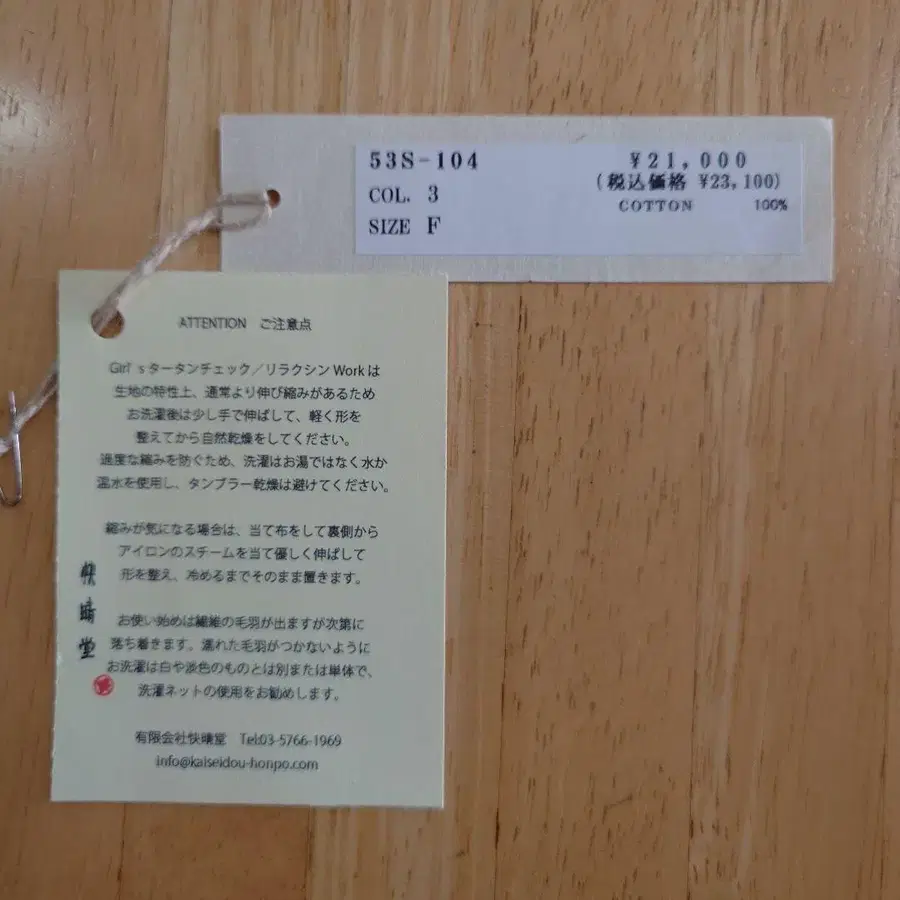 53S-104
¥21,000
(税込価格 ¥23,100)
COL. 3
COTTON 100%
SIZE F
ATTENTION ご注意点
Girl's タータンチェック／リラクシン Work は
生地の特性上、通常より伸び縮みがあるため
お洗濯後は少し手で伸ばして、軽く形を
整えてから自然乾燥をしてください。
過度な縮みを防ぐため、洗濯はお湯ではなく水か
温水を使用し、タンブラー乾燥は避けてください。
縮みが気になる場合は、当て布をして裏側から
アイロンのスチームを当て優しく伸ばして
形を整え、冷めるまでそのまま置きます。
お使い始めは繊維の毛羽が出ますが次第に
落ち着きます。濡れた毛羽がつかないように
お洗濯は白や淡色のものとは別または単体で、
洗濯ネットの使用をお勧めします。
快晴堂
有限会社快晴堂 Tel:03-5766-1969
info@kaiseidou-honpo.com